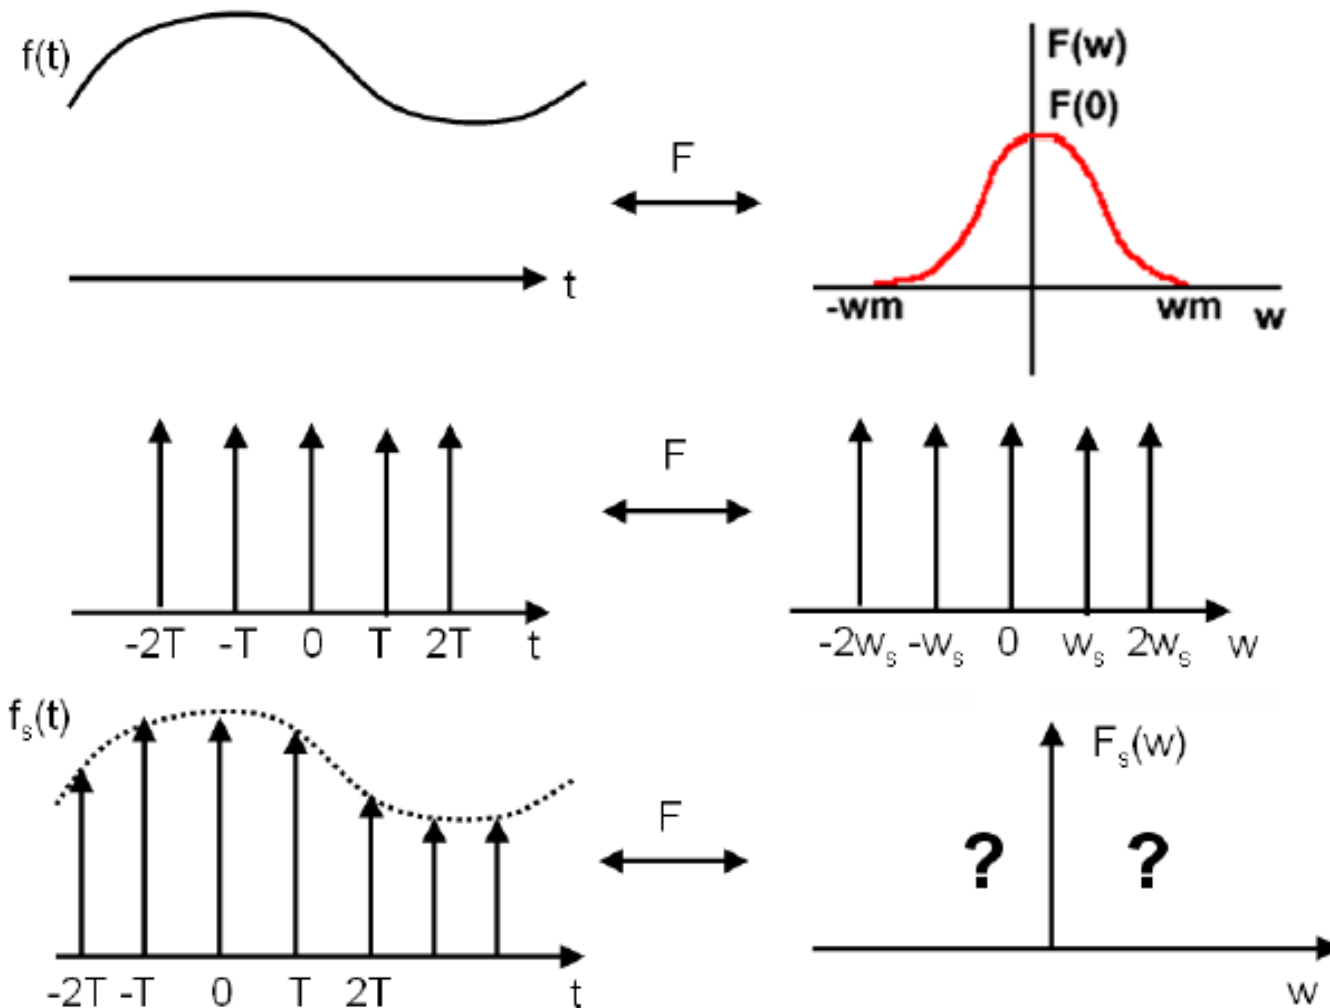 f(t)
F(w)
F(0)
F
t
-wm
wm
w
F
-2T -T 0 T 2T t
-2wₛ -wₛ 0 wₛ 2wₛ w
fₛ(t)
Fₛ(w)
F
? ?
-2T -T 0 T 2T t
w